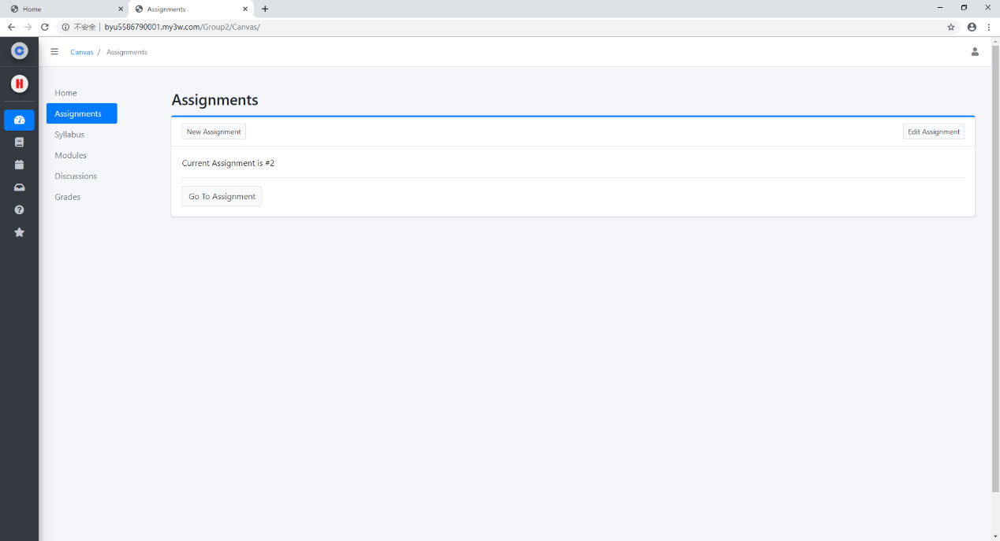 Home
Assignments
不安全 | byu5586790001.my3w.com/Group2/Canvas/
C
Canvas / Assignments
H
Home
Assignments
Syllabus
Modules
Discussions
Grades
Assignments
New Assignment
Edit Assignment
Current Assignment is #2
Go To Assignment